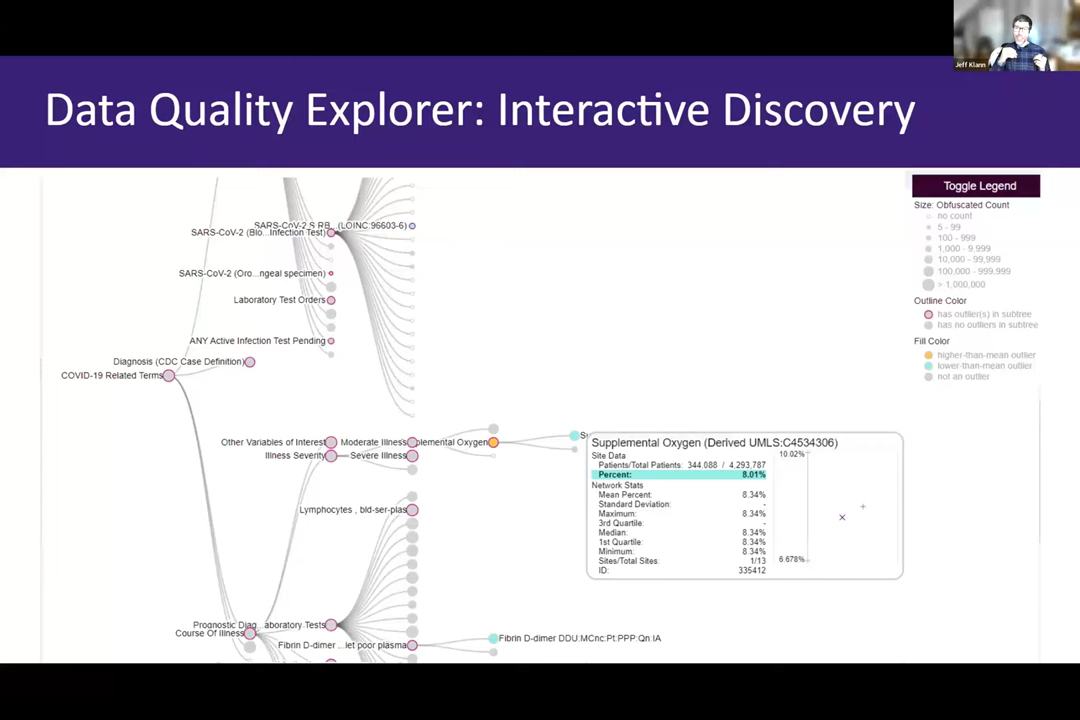 Jeff Klann
Data Quality Explorer: Interactive Discovery
Toggle Legend
Size: Obfuscated Count
no count
5 - 99
100 - 999
1,000 - 9,999
10,000 - 99,999
100,000 - 999,999
> 1,000,000
Outline Color
has outlier(s) in subtree
has no outliers in subtree
Fill Color
higher-than-mean outlier
lower-than-mean outlier
not an outlier
SARS-CoV-2 S RB...(LOINC:96603-6)
SARS-CoV-2 (Blo...Infection Test)
SARS-CoV-2 (Oro...ngeal specimen)
Laboratory Test Orders
ANY Active Infection Test Pending
Diagnosis (CDC Case Definition)
COVID-19 Related Terms
Other Variables of Interest
Moderate Illness
plemental Oxygen
Su
Illness Severity
Severe Illness
Supplemental Oxygen (Derived UMLS:C4534306)
Site Data
Patients/Total Patients: 344,088 / 4,293,787
Percent: 8.01%
Network Stats
Mean Percent: 8.34%
Standard Deviation: -
Maximum: 8.34%
3rd Quartile: -
Median: 8.34%
1st Quartile: 8.34%
Minimum: 8.34%
Sites/Total Sites: 1/13
ID: 335412
10.02%
6.678%
Lymphocytes , bld-ser-plas
Prognostic Diag...aboratory Tests
Course Of Illness
Fibrin D-dimer ...let poor plasma
Fibrin D-dimer DDU:MCnc:Pt:PPP:Qn:IA